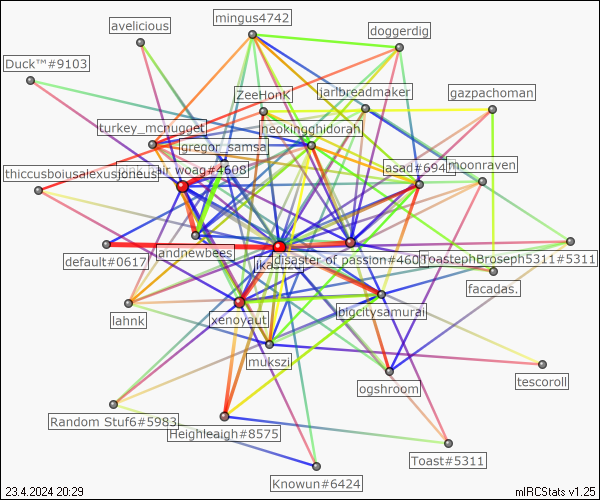 mingus4742
avelicious
doggerdig
Duck™#9103
ZeeHonK
jarlbreadmaker
gazpachoman
turkey_mcnugget
neokingghidorah
gregor_samsa
asad#694
moonraven
air woag#4608
thiccusboiusalexusjoneus
landnewbees
default#0617
disaster of passion#460
ToastephBroseph5311#5311
facadas.
lahnk
xenoyaut
bigcitysamurai
mukszi
tescoroll
ogshroom
Random Stuf6#5983
Heighleaigh#8575
Toast#5311
Knowun#6424
23.4.2024 20:29
mIRCStats v1.25